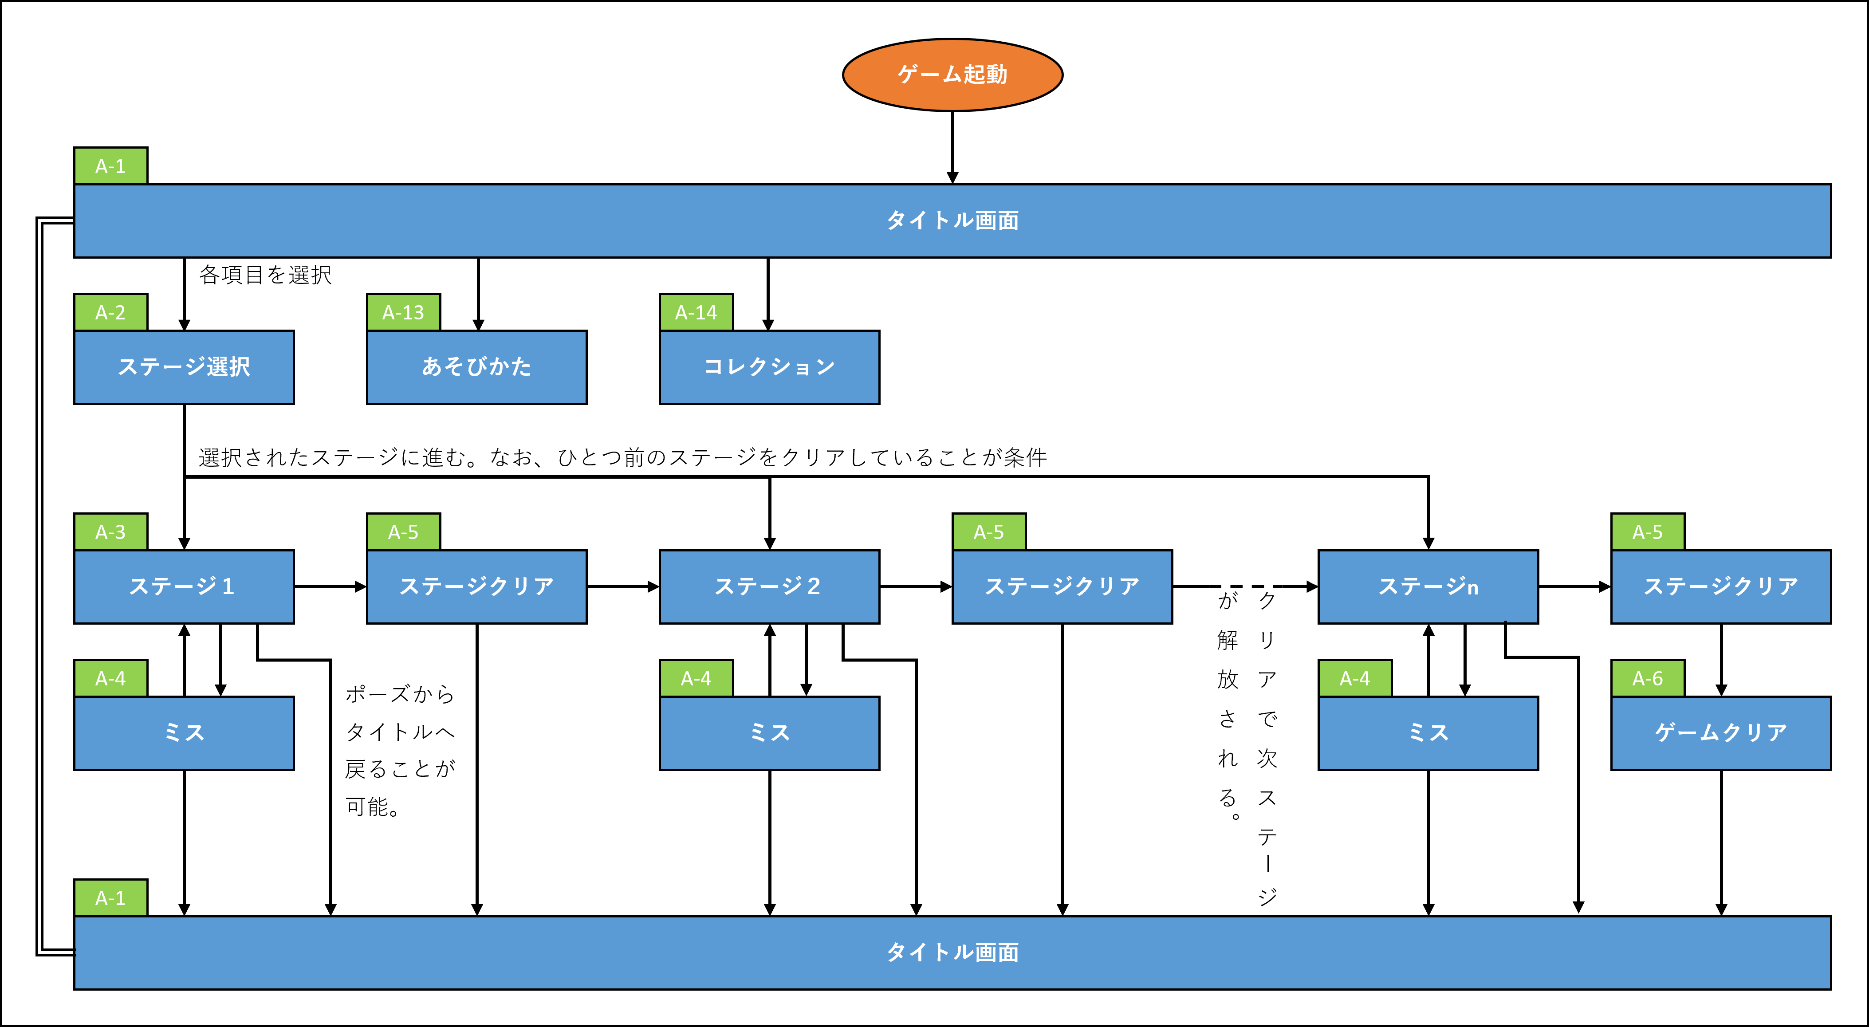 ゲーム起動
A-1
タイトル画面
各項目を選択
A-2
A-13
A-14
ステージ選択
あそびかた
コレクション
選択されたステージに進む。なお、ひとつ前のステージをクリアしていることが条件
A-3
A-5
A-5
A-5
ステージ１
ステージクリア
ステージ２
ステージクリア
ステージn
ステージクリア
クリアで次ステージ
が解放される。
A-4
A-4
A-4
A-6
ミス
ポーズから
タイトルへ
戻ることが
可能。
ミス
ミス
ゲームクリア
A-1
タイトル画面